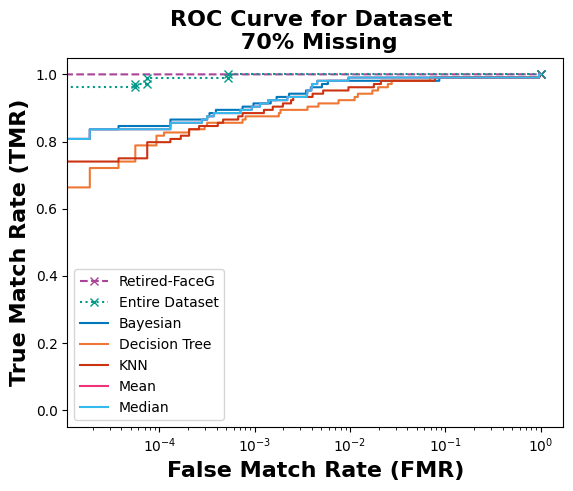 ROC Curve for Dataset
70% Missing
True Match Rate (TMR)
1.0
0.8
0.6
0.4
0.2
0.0
Retired-FaceG
Entire Dataset
Bayesian
Decision Tree
KNN
Mean
Median
10⁻⁴
10⁻³
10⁻²
10⁻¹
10⁰
False Match Rate (FMR)